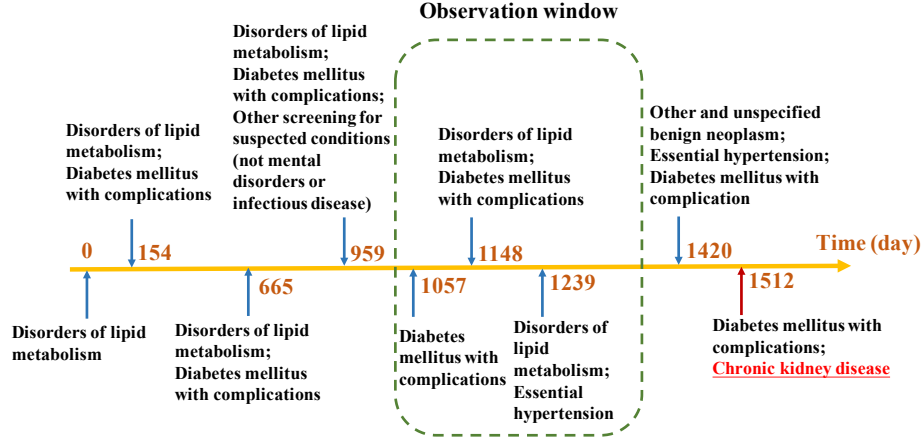 Observation window
Disorders of lipid
metabolism;
Diabetes mellitus
with complications
Disorders of lipid
metabolism;
Diabetes mellitus
with complications;
Other screening for
suspected conditions
(not mental
disorders or
infectious disease)
Disorders of lipid
metabolism;
Diabetes mellitus
with complications
Other and unspecified
benign neoplasm;
Essential hypertension;
Diabetes mellitus with
complication
0
154
959
1148
1420
Time (day)
665
1057
1239
1512
Disorders of lipid
metabolism
Disorders of lipid
metabolism;
Diabetes mellitus
with complications
Diabetes
mellitus with
complications
Disorders of
lipid
metabolism;
Essential
hypertension
Diabetes mellitus with
complications;
Chronic kidney disease